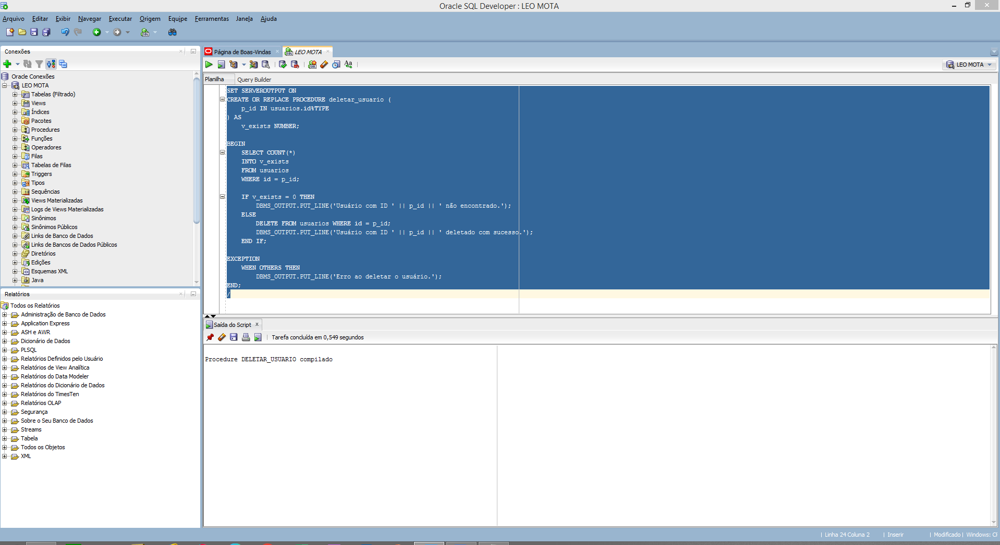 Oracle SQL Developer : LEO MOTA
Arquivo Editar Exibir Navegar Executar Origem Equipe Ferramentas Janela Ajuda
Conexões
Oracle Conexões
LEO MOTA
Tabelas (Filtrado)
Views
Índices
Pacotes
Procedures
Funções
Operadores
Filas
Tabelas de Filas
Triggers
Tipos
Sequências
Views Materializadas
Logs de Views Materializadas
Sinônimos
Sinônimos Públicos
Links de Banco de Dados
Links de Bancos de Dados Públicos
Diretórios
Edições
Esquemas XML
Java
Relatórios
Todos os Relatórios
Administração de Banco de Dados
Application Express
ASH e AWR
Dicionário de Dados
PLSQL
Relatórios Definidos pelo Usuário
Relatórios de View Analítica
Relatórios do Data Modeler
Relatórios do Dicionário de Dados
Relatórios do TimesTen
Relatórios OLAP
Segurança
Sobre o Seu Banco de Dados
Streams
Tabela
Todos os Objetos
XML
Página de Boas-Vindas LEO MOTA
LEO MOTA
Planilha Query Builder
SET SERVEROUTPUT ON
CREATE OR REPLACE PROCEDURE deletar_usuario (
    p_id IN usuarios.id%TYPE
) AS
    v_exists NUMBER;
BEGIN
    SELECT COUNT(*)
    INTO v_exists
    FROM usuarios
    WHERE id = p_id;
    IF v_exists = 0 THEN
        DBMS_OUTPUT.PUT_LINE('Usuário com ID ' || p_id || ' não encontrado.');
    ELSE
        DELETE FROM usuarios WHERE id = p_id;
        DBMS_OUTPUT.PUT_LINE('Usuário com ID ' || p_id || ' deletado com sucesso.');
    END IF;
EXCEPTION
    WHEN OTHERS THEN
        DBMS_OUTPUT.PUT_LINE('Erro ao deletar o usuário.');
END;
/
Saída do Script
Tarefa concluída em 0,549 segundos
Procedure DELETAR_USUARIO compilado
Linha 24 Coluna 2 | Inserir | Modificado | Windows: CF